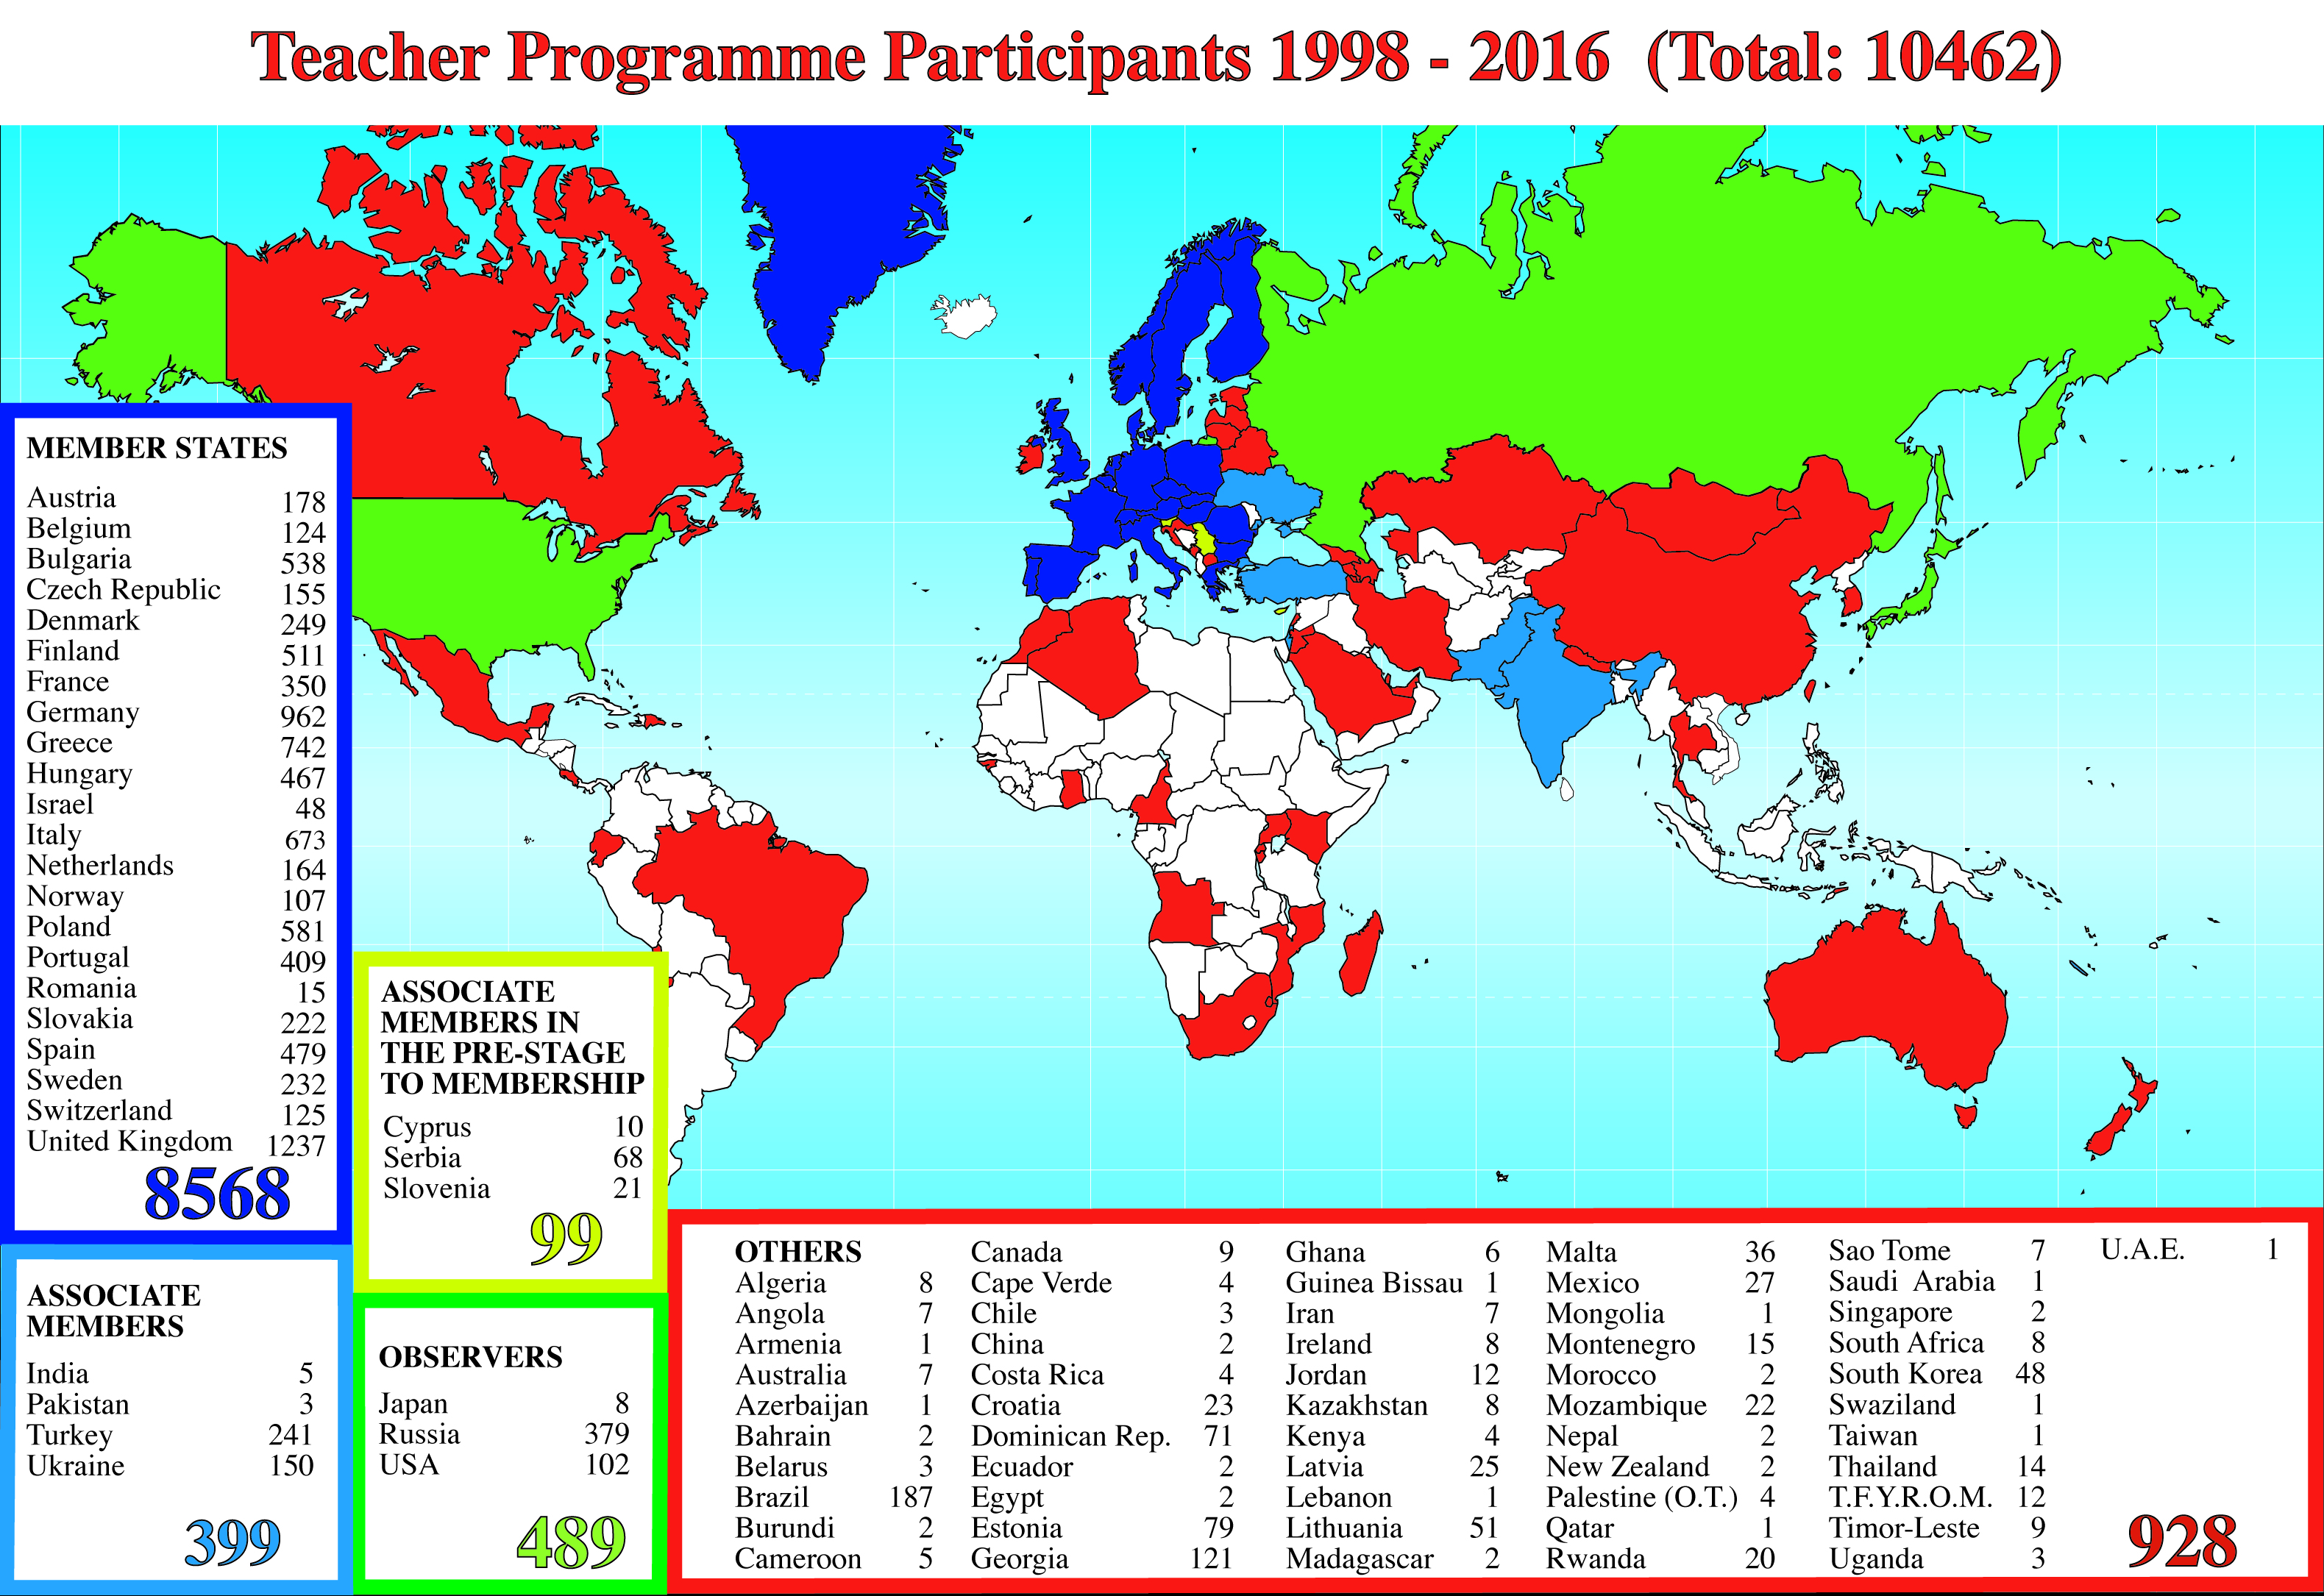 Teacher Programme Participants 1998 - 2016 (Total: 10462)
MEMBER STATES
Austria 178
Belgium 124
Bulgaria 538
Czech Republic 155
Denmark 249
Finland 511
France 350
Germany 962
Greece 742
Hungary 467
Israel 48
Italy 673
Netherlands 164
Norway 107
Poland 581
Portugal 409
Romania 15
Slovakia 222
Spain 479
Sweden 232
Switzerland 125
United Kingdom 1237
8568
ASSOCIATE
MEMBERS
India 5
Pakistan 3
Turkey 241
Ukraine 150
399
ASSOCIATE
MEMBERS IN
THE PRE-STAGE
TO MEMBERSHIP
Cyprus 10
Serbia 68
Slovenia 21
99
OBSERVERS
Japan 8
Russia 379
USA 102
489
OTHERS
Algeria 8
Angola 7
Armenia 1
Australia 7
Azerbaijan 1
Bahrain 2
Belarus 3
Brazil 187
Burundi 2
Cameroon 5
Canada 9
Cape Verde 4
Chile 3
China 2
Costa Rica 4
Croatia 23
Dominican Rep. 71
Ecuador 2
Egypt 2
Estonia 79
Georgia 121
Ghana 6
Guinea Bissau 1
Iran 7
Ireland 8
Jordan 12
Kazakhstan 8
Kenya 4
Latvia 25
Lebanon 1
Lithuania 51
Madagascar 2
Malta 36
Mexico 27
Mongolia 1
Montenegro 15
Morocco 2
Mozambique 22
Nepal 2
New Zealand 2
Palestine (O.T.) 4
Qatar 1
Rwanda 20
Sao Tome 7
Saudi Arabia 1
Singapore 2
South Africa 8
South Korea 48
Swaziland 1
Taiwan 1
Thailand 14
T.F.Y.R.O.M. 12
Timor-Leste 9
Uganda 3
U.A.E. 1
928